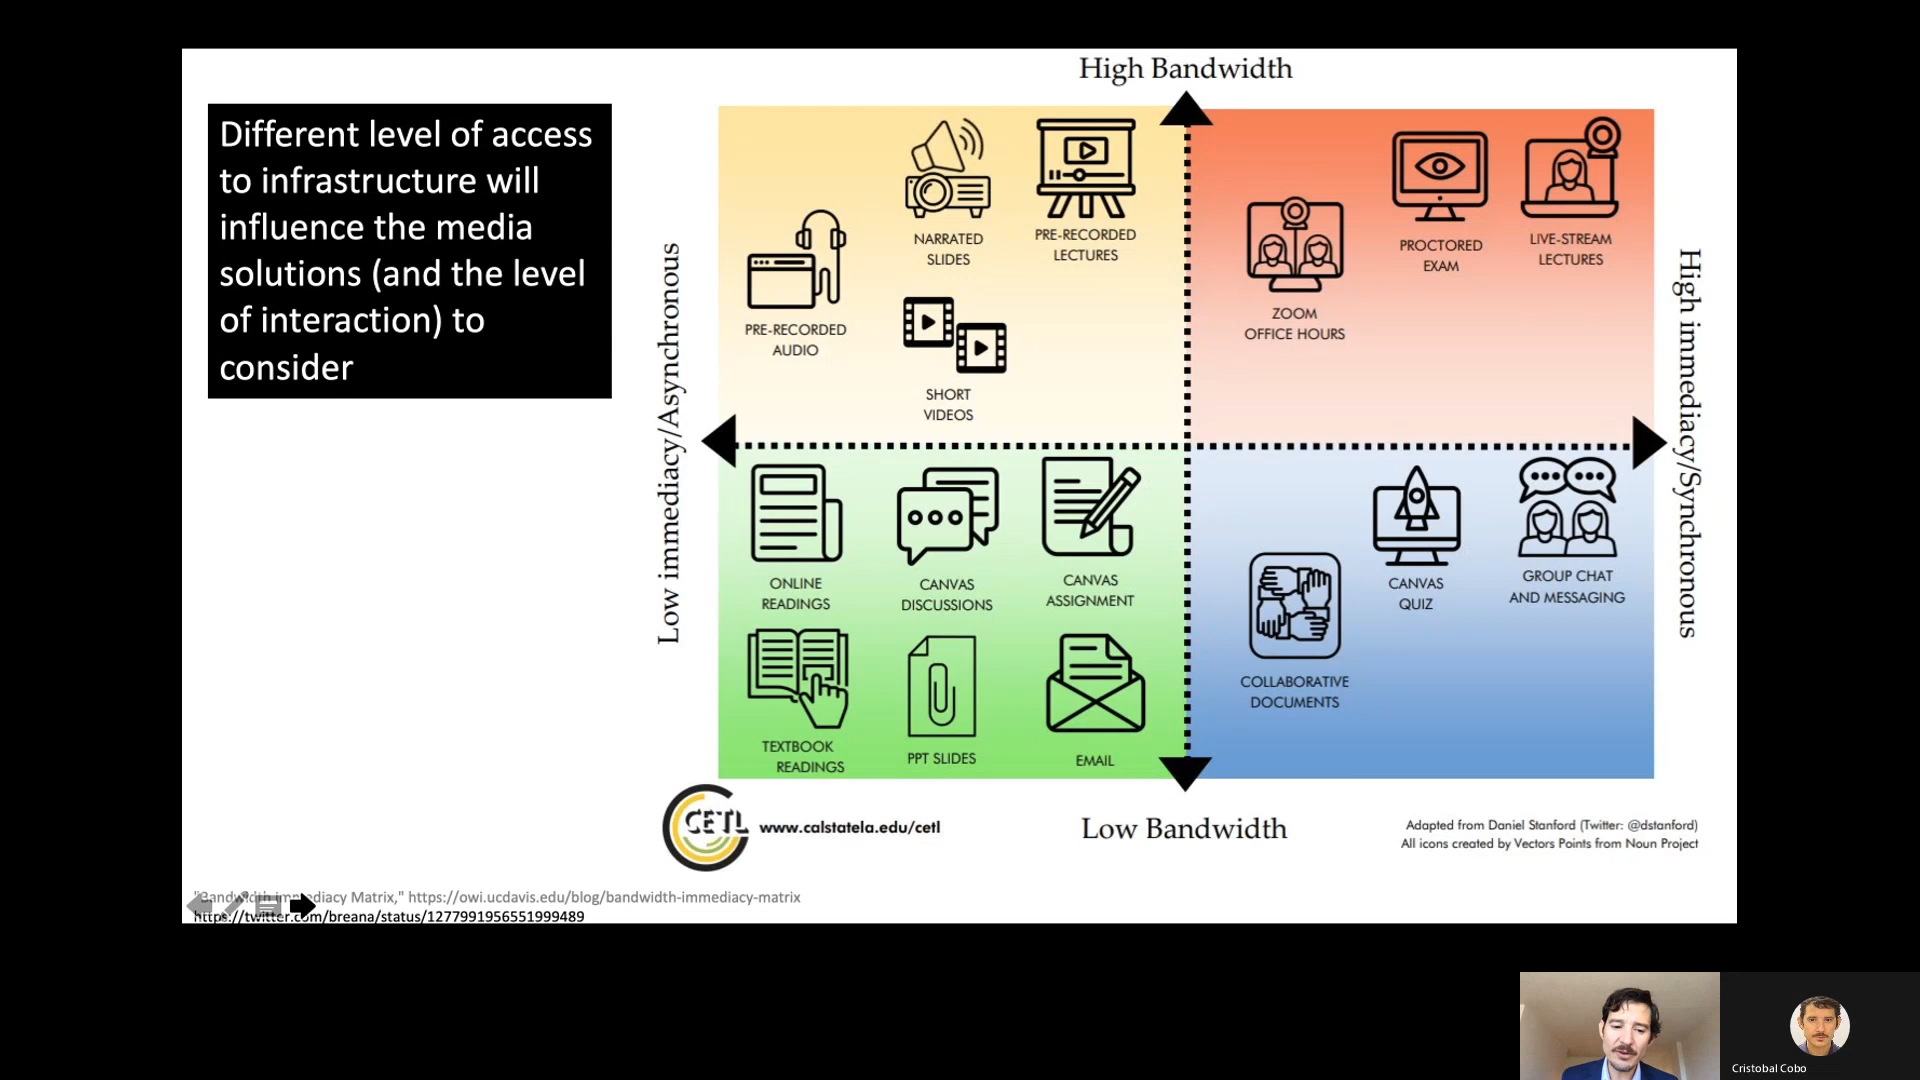 High Bandwidth
Different level of access
to infrastructure will
influence the media
solutions (and the level
of interaction) to
consider
Low immediacy/Asynchronous
High immediacy/Synchronous
NARRATED
SLIDES
PRE-RECORDED
LECTURES
PRE-RECORDED
AUDIO
SHORT
VIDEOS
ZOOM
OFFICE HOURS
PROCTORED
EXAM
LIVE-STREAM
LECTURES
ONLINE
READINGS
CANVAS
DISCUSSIONS
CANVAS
ASSIGNMENT
TEXTBOOK
READINGS
PPT SLIDES
EMAIL
COLLABORATIVE
DOCUMENTS
CANVAS
QUIZ
GROUP CHAT
AND MESSAGING
CETL
www.calstatela.edu/cetl
Low Bandwidth
Adapted from Daniel Stanford (Twitter: @dstanford)
All icons created by Vectors Points from Noun Project
"Bandwidth immediacy Matrix," https://owi.ucdavis.edu/blog/bandwidth-immediacy-matrix
https://twitter.com/breana/status/1277991956551999489
Cristobal Cobo